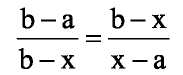 (b − a)/(b − x) = (b − x)/(x − a)